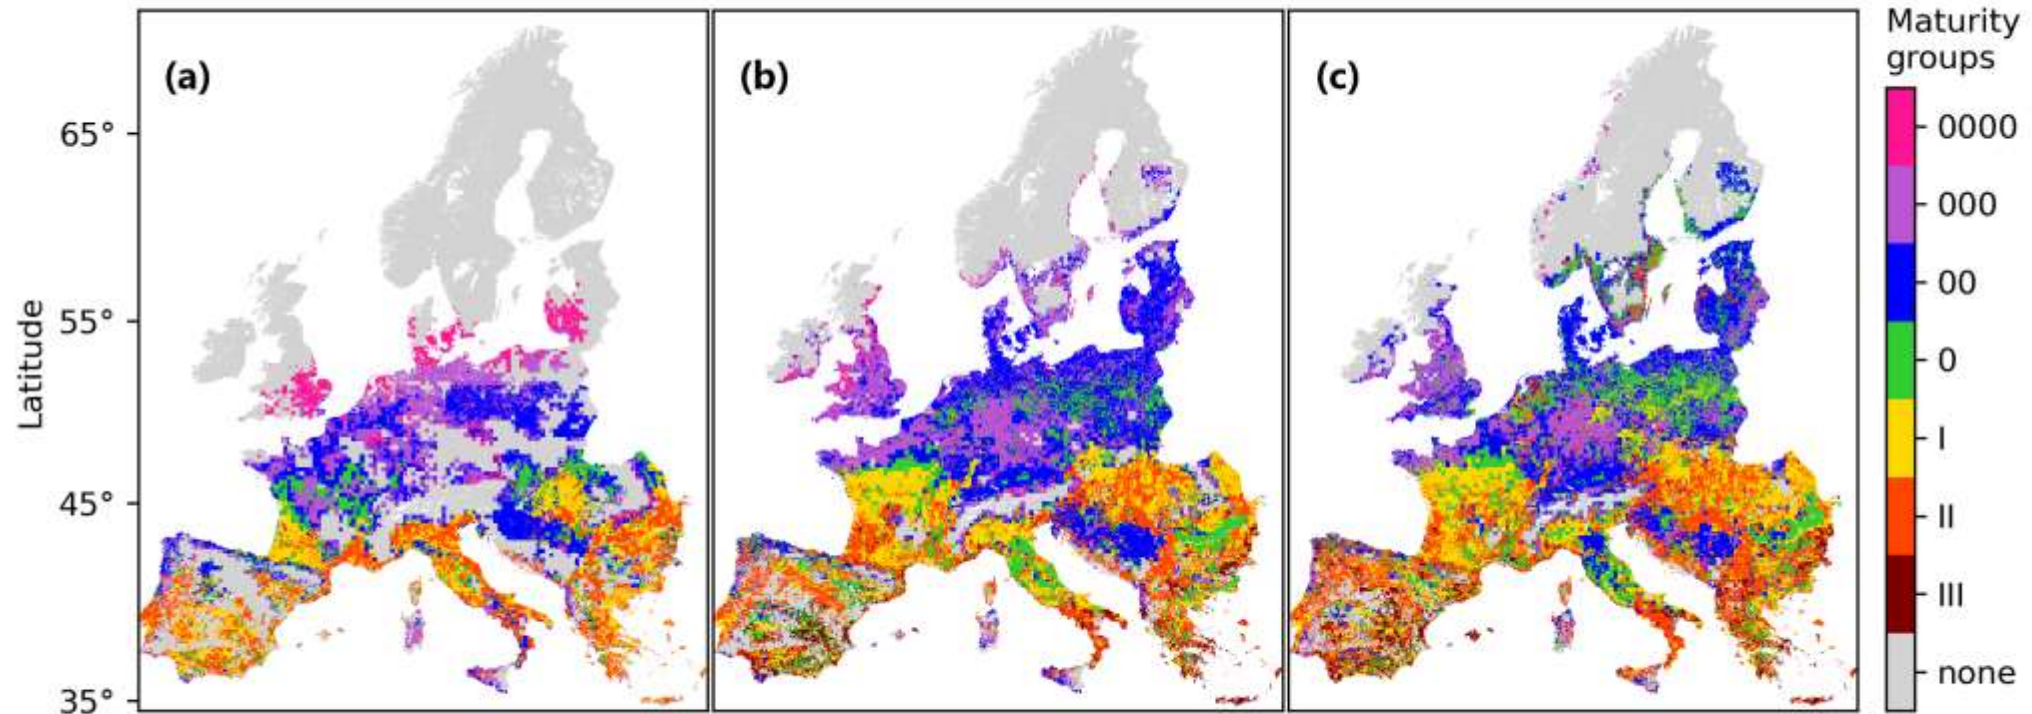 (a)
(b)
(c)
Maturity
groups
0000
000
00
0
I
II
III
none
Latitude
65°
55°
45°
35°